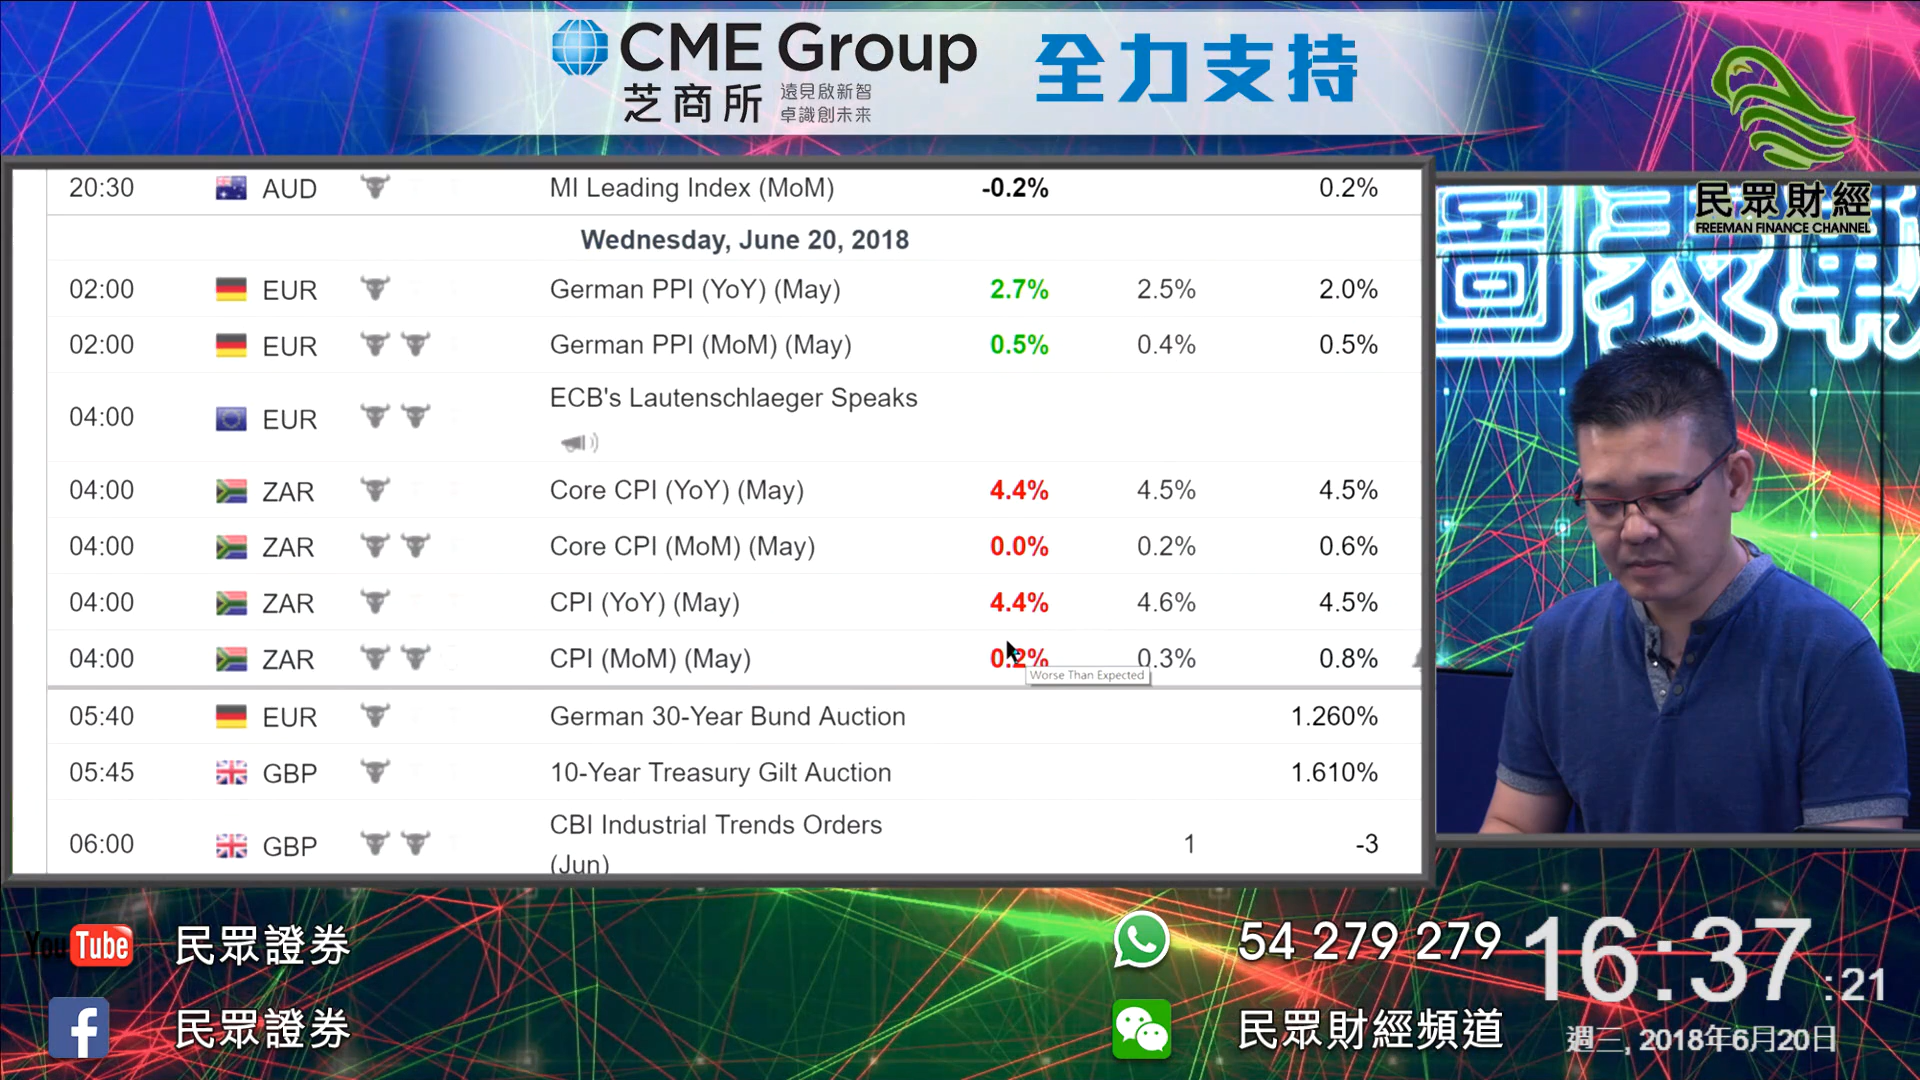 CME Group
芝商所
遠見啟新智
卓識創未來
全力支持
民眾財經
FREEMAN FINANCE CHANNEL
20:30 AUD MI Leading Index (MoM) -0.2% 0.2%
Wednesday, June 20, 2018
02:00 EUR German PPI (YoY) (May) 2.7% 2.5% 2.0%
02:00 EUR German PPI (MoM) (May) 0.5% 0.4% 0.5%
04:00 EUR ECB's Lautenschlaeger Speaks
04:00 ZAR Core CPI (YoY) (May) 4.4% 4.5% 4.5%
04:00 ZAR Core CPI (MoM) (May) 0.0% 0.2% 0.6%
04:00 ZAR CPI (YoY) (May) 4.4% 4.6% 4.5%
04:00 ZAR CPI (MoM) (May) 0.2% 0.3% 0.8%
Worse Than Expected
05:40 EUR German 30-Year Bund Auction 1.260%
05:45 GBP 10-Year Treasury Gilt Auction 1.610%
06:00 GBP CBI Industrial Trends Orders (Jun) 1 -3
圖表
YouTube 民眾證券
民眾證券
54 279 279
民眾財經頻道
16:37:21
週三, 2018年6月20日